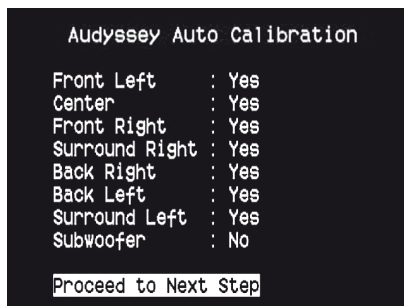 Audyssey Auto Calibration
Front Left : Yes
Center : Yes
Front Right : Yes
Surround Right : Yes
Back Right : Yes
Back Left : Yes
Surround Left : Yes
Subwoofer : No
Proceed to Next Step